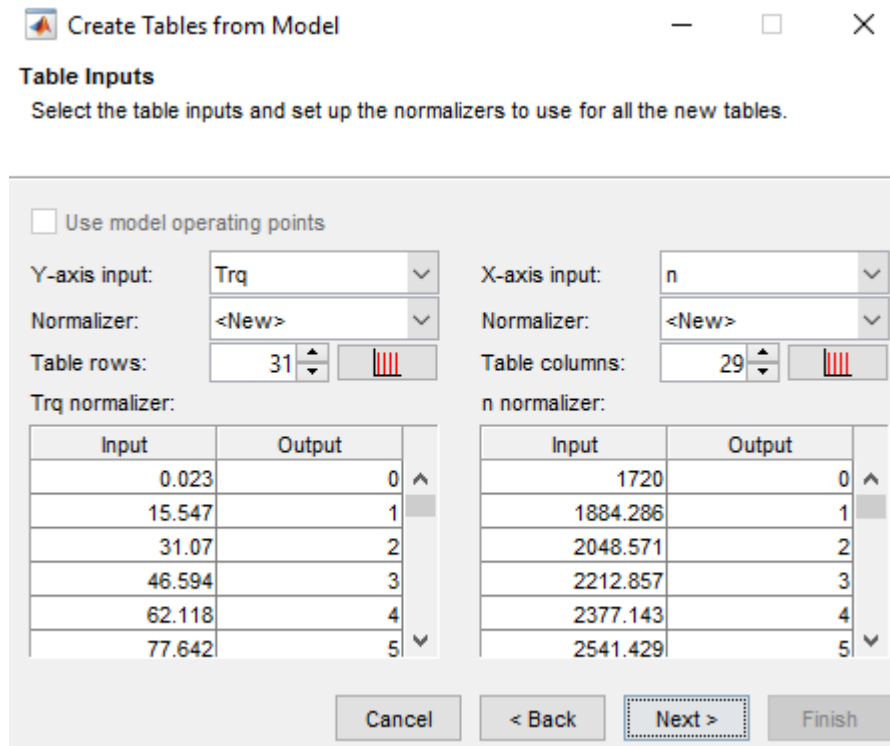 Create Tables from Model
Table Inputs
Select the table inputs and set up the normalizers to use for all the new tables.
Use model operating points
Y-axis input: Trq X-axis input: n
Normalizer: <New> Normalizer: <New>
Table rows: 31 Table columns: 29
Trq normalizer: n normalizer:
Input Output Input Output
0.023 0 1720 0
15.547 1 1884.286 1
31.07 2 2048.571 2
46.594 3 2212.857 3
62.118 4 2377.143 4
77.642 5 2541.429 5
Cancel < Back Next > Finish